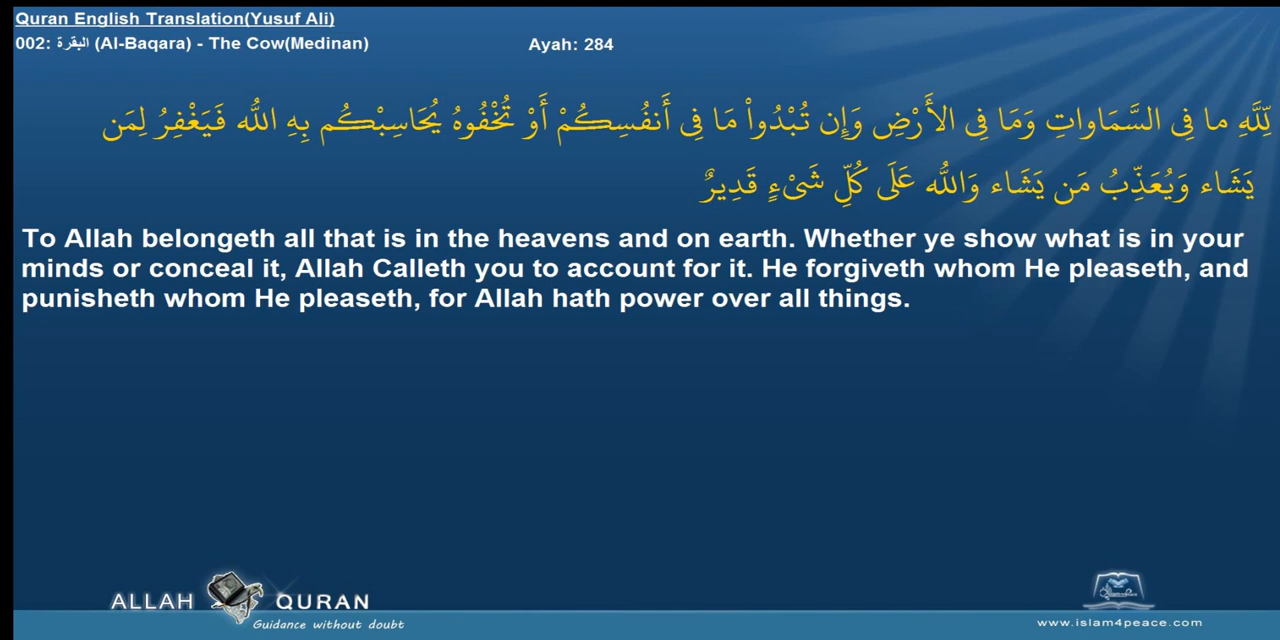 Quran English Translation(Yusuf Ali)
002: البقرة (Al-Baqara) - The Cow(Medinan)
Ayah: 284
لِّلَّهِ ما فِي السَّمَاواتِ وَمَا فِي الأَرْضِ وَإِن تُبْدُواْ مَا فِي أَنفُسِكُمْ أَوْ تُخْفُوهُ يُحَاسِبْكُم بِهِ اللّهُ فَيَغْفِرُ لِمَن
يَشَاء وَيُعَذِّبُ مَن يَشَاء وَاللّهُ عَلَى كُلِّ شَيْءٍ قَدِيرٌ
To Allah belongeth all that is in the heavens and on earth. Whether ye show what is in your
minds or conceal it, Allah Calleth you to account for it. He forgiveth whom He pleaseth, and
punisheth whom He pleaseth, for Allah hath power over all things.
ALLAH QURAN
Guidance without doubt
www.islam4peace.com